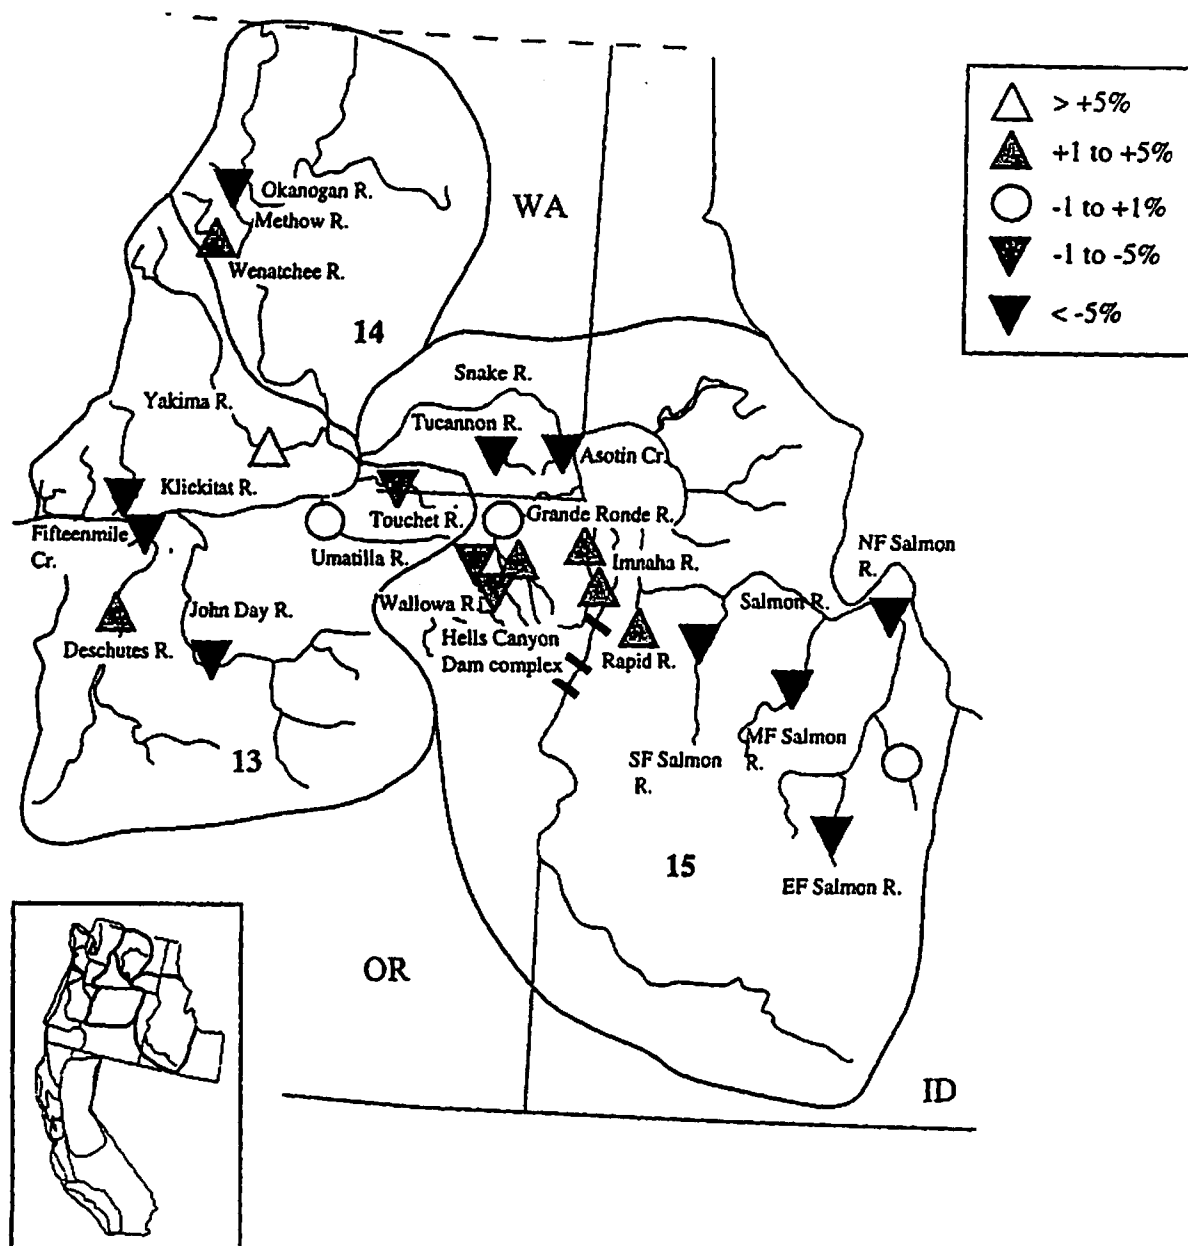 > +5%
+1 to +5%
-1 to +1%
-1 to -5%
< -5%
Okanogan R.
Methow R.
Wenatchee R.
WA
14
Snake R.
Yakima R.
Tucannon R.
Asotin Cr.
Klickitat R.
Touchet R.
Grande Ronde R.
Fifteenmile
Cr.
Umatilla R.
Imnaha R.
NF Salmon
R.
Wallowa R.
Salmon R.
John Day R.
Deschutes R.
Hells Canyon
Dam complex
Rapid R.
13
SF Salmon
R.
MF Salmon
R.
15
EF Salmon R.
OR
ID